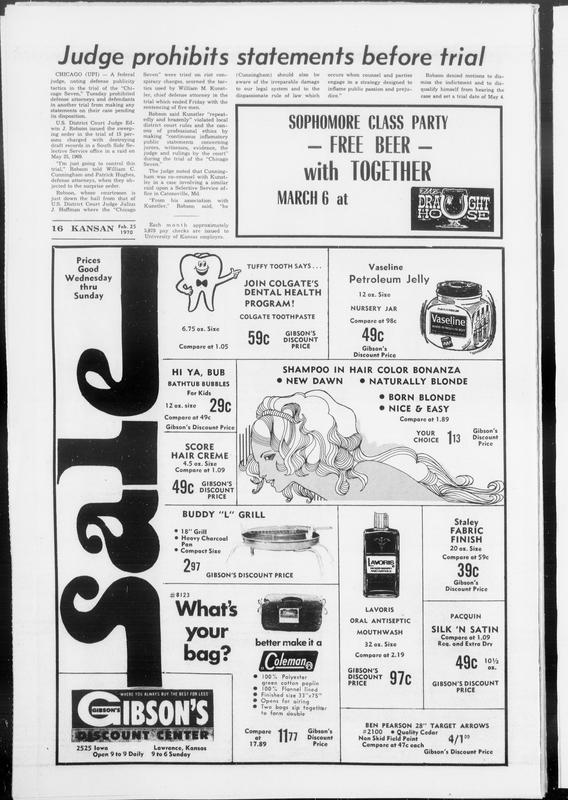 Judge prohibits statements before trial
CHICAGO (UPI) — A federal
judge, noting defense publicity
tactics in the trial of the "Chi-
cago Seven," Tuesday prohibited
defense attorneys and defendants
in another trial from making any
statements on their case pending
its disposition.
U.S. District Court Judge Ed-
win J. Robson issued the sweep-
ing order in the trial of 15 per-
sons charged with destroying
draft records in a South Side Se-
lective Service office in a raid on
May 25, 1969.
"I'm just going to control this
trial," Robson told William C.
Cunningham and Patrick Hughes,
defense attorneys, when they ob-
jected to the surprise order.
Robson, whose courtroom is
just down the hall from that of
U.S. District Court Judge Julius
J. Hoffman where the "Chicago
Seven" were tried on riot con-
spiracy charges, scorned the tac-
tics used by William M. Kunst-
ler, chief defense attorney in the
trial which ended Friday with the
sentencing of five men.
Robson said Kunstler "repeat-
edly and brazenly" violated local
district court rules and the can-
ons of professional ethics by
making "continuous inflamatory
public statements concerning
jurors, witnesses, evidence, the
judge and rulings by the court"
during the trial of the "Chicago
Seven."
The judge noted that Cunning-
ham was co-counsel with Kunst-
ler in a case involving a similar
raid upon a Selective Service of-
fice in Catonsville, Md.
"From his association with
Kunstler," Robson said, "he
(Cunningham) should also be
aware of the irreparable damage
to our legal system and to the
dispassionate rule of law which
occurs when counsel and parties
engage in a strategy designed to
inflame public passion and preju-
dice."
Robson denied motions to dis-
miss the indictment and to dis-
qualify himself from hearing the
case and set a trial date of May 4
SOPHOMORE CLASS PARTY
— FREE BEER —
with TOGETHER
MARCH 6 at
THE
DRAUGHT
HOUSE
16 KANSAN Feb. 25
1970
Each month approximately
5,075 pay checks are issued to
University of Kansas employees.
Prices
Good
Wednesday
thru
Sunday
sale
TUFFY TOOTH SAYS...
JOIN COLGATE'S
DENTAL HEALTH
PROGRAM!
COLGATE TOOTHPASTE
6.75 oz. Size
Compare at 1.05
59c GIBSON'S
DISCOUNT
PRICE
Vaseline
Petroleum Jelly
12 oz. Size
NURSERY JAR
Compare at 98c
49c
Gibson's
Discount Price
Vaseline
HI YA, BUB
BATHTUB BUBBLES
For Kids
12 oz. size 29c
Compare at 49c
Gibson's Discount Price
SHAMPOO IN HAIR COLOR BONANZA
• NEW DAWN • NATURALLY BLONDE
• BORN BLONDE
• NICE & EASY
Compare at 1.89
YOUR
CHOICE 1 13
Gibson's
Discount
Price
SCORE
HAIR CREME
4.5 oz. Size
Compare at 1.09
49c GIBSON'S
DISCOUNT
PRICE
BUDDY "L" GRILL
• 18" Grill
• Heavy Charcoal
Pan
• Compact Size
2 97
GIBSON'S DISCOUNT PRICE
LAVORIS
LAVORIS
ORAL ANTISEPTIC
MOUTHWASH
32 oz. Size
Compare at 2.19
GIBSON'S
DISCOUNT
PRICE 97c
Staley
FABRIC
FINISH
20 oz. Size
Compare at 59c
39c
Gibson's
Discount Price
#8123
What's
your
bag?
better make it a
Coleman
• 100% Polyester
green cotton poplin
• 100% Flannel lined
• Finished size 33"x75"
• Opens for airing
• Two bags zip together
to form double
Compare
at
17.89
11 77
Gibson's
Discount
Price
PACQUIN
SILK 'N SATIN
Compare at 1.09
Reg. and Extra Dry
49c 10½
oz.
GIBSON'S DISCOUNT
PRICE
BEN PEARSON 28" TARGET ARROWS
#2100 • Quality Cedar
Non Skid Field Point
Compare at 47c each
4/1 00
Gibson's Discount Price
WHERE YOU ALWAYS BUY THE BEST FOR LESS
GIBSON'S
GIBSON'S
DISCOUNT CENTER
2525 Iowa Lawrence, Kansas
Open 9 to 9 Daily 9 to 6 Sunday